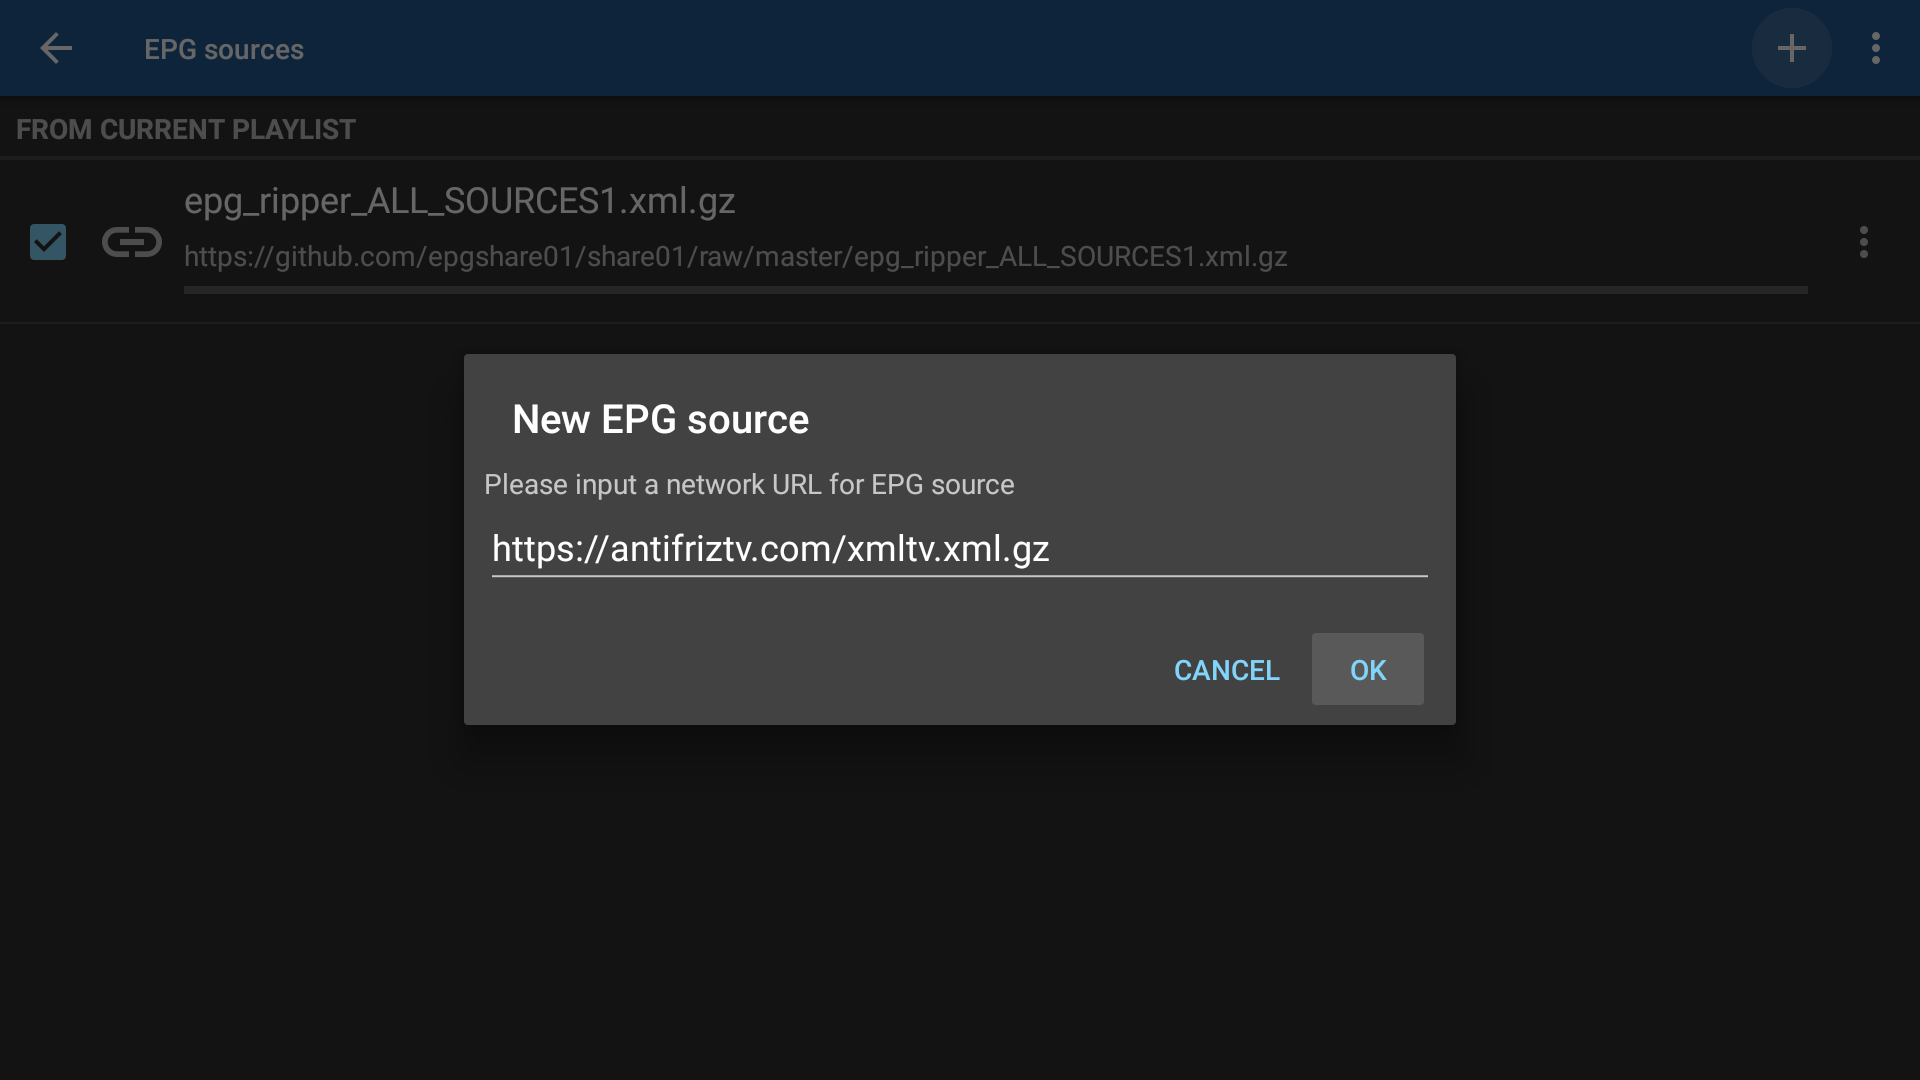 EPG sources
FROM CURRENT PLAYLIST
epg_ripper_ALL_SOURCES1.xml.gz
https://github.com/epgshare01/share01/raw/master/epg_ripper_ALL_SOURCES1.xml.gz
New EPG source
Please input a network URL for EPG source
https://antifriztv.com/xmltv.xml.gz
CANCEL OK